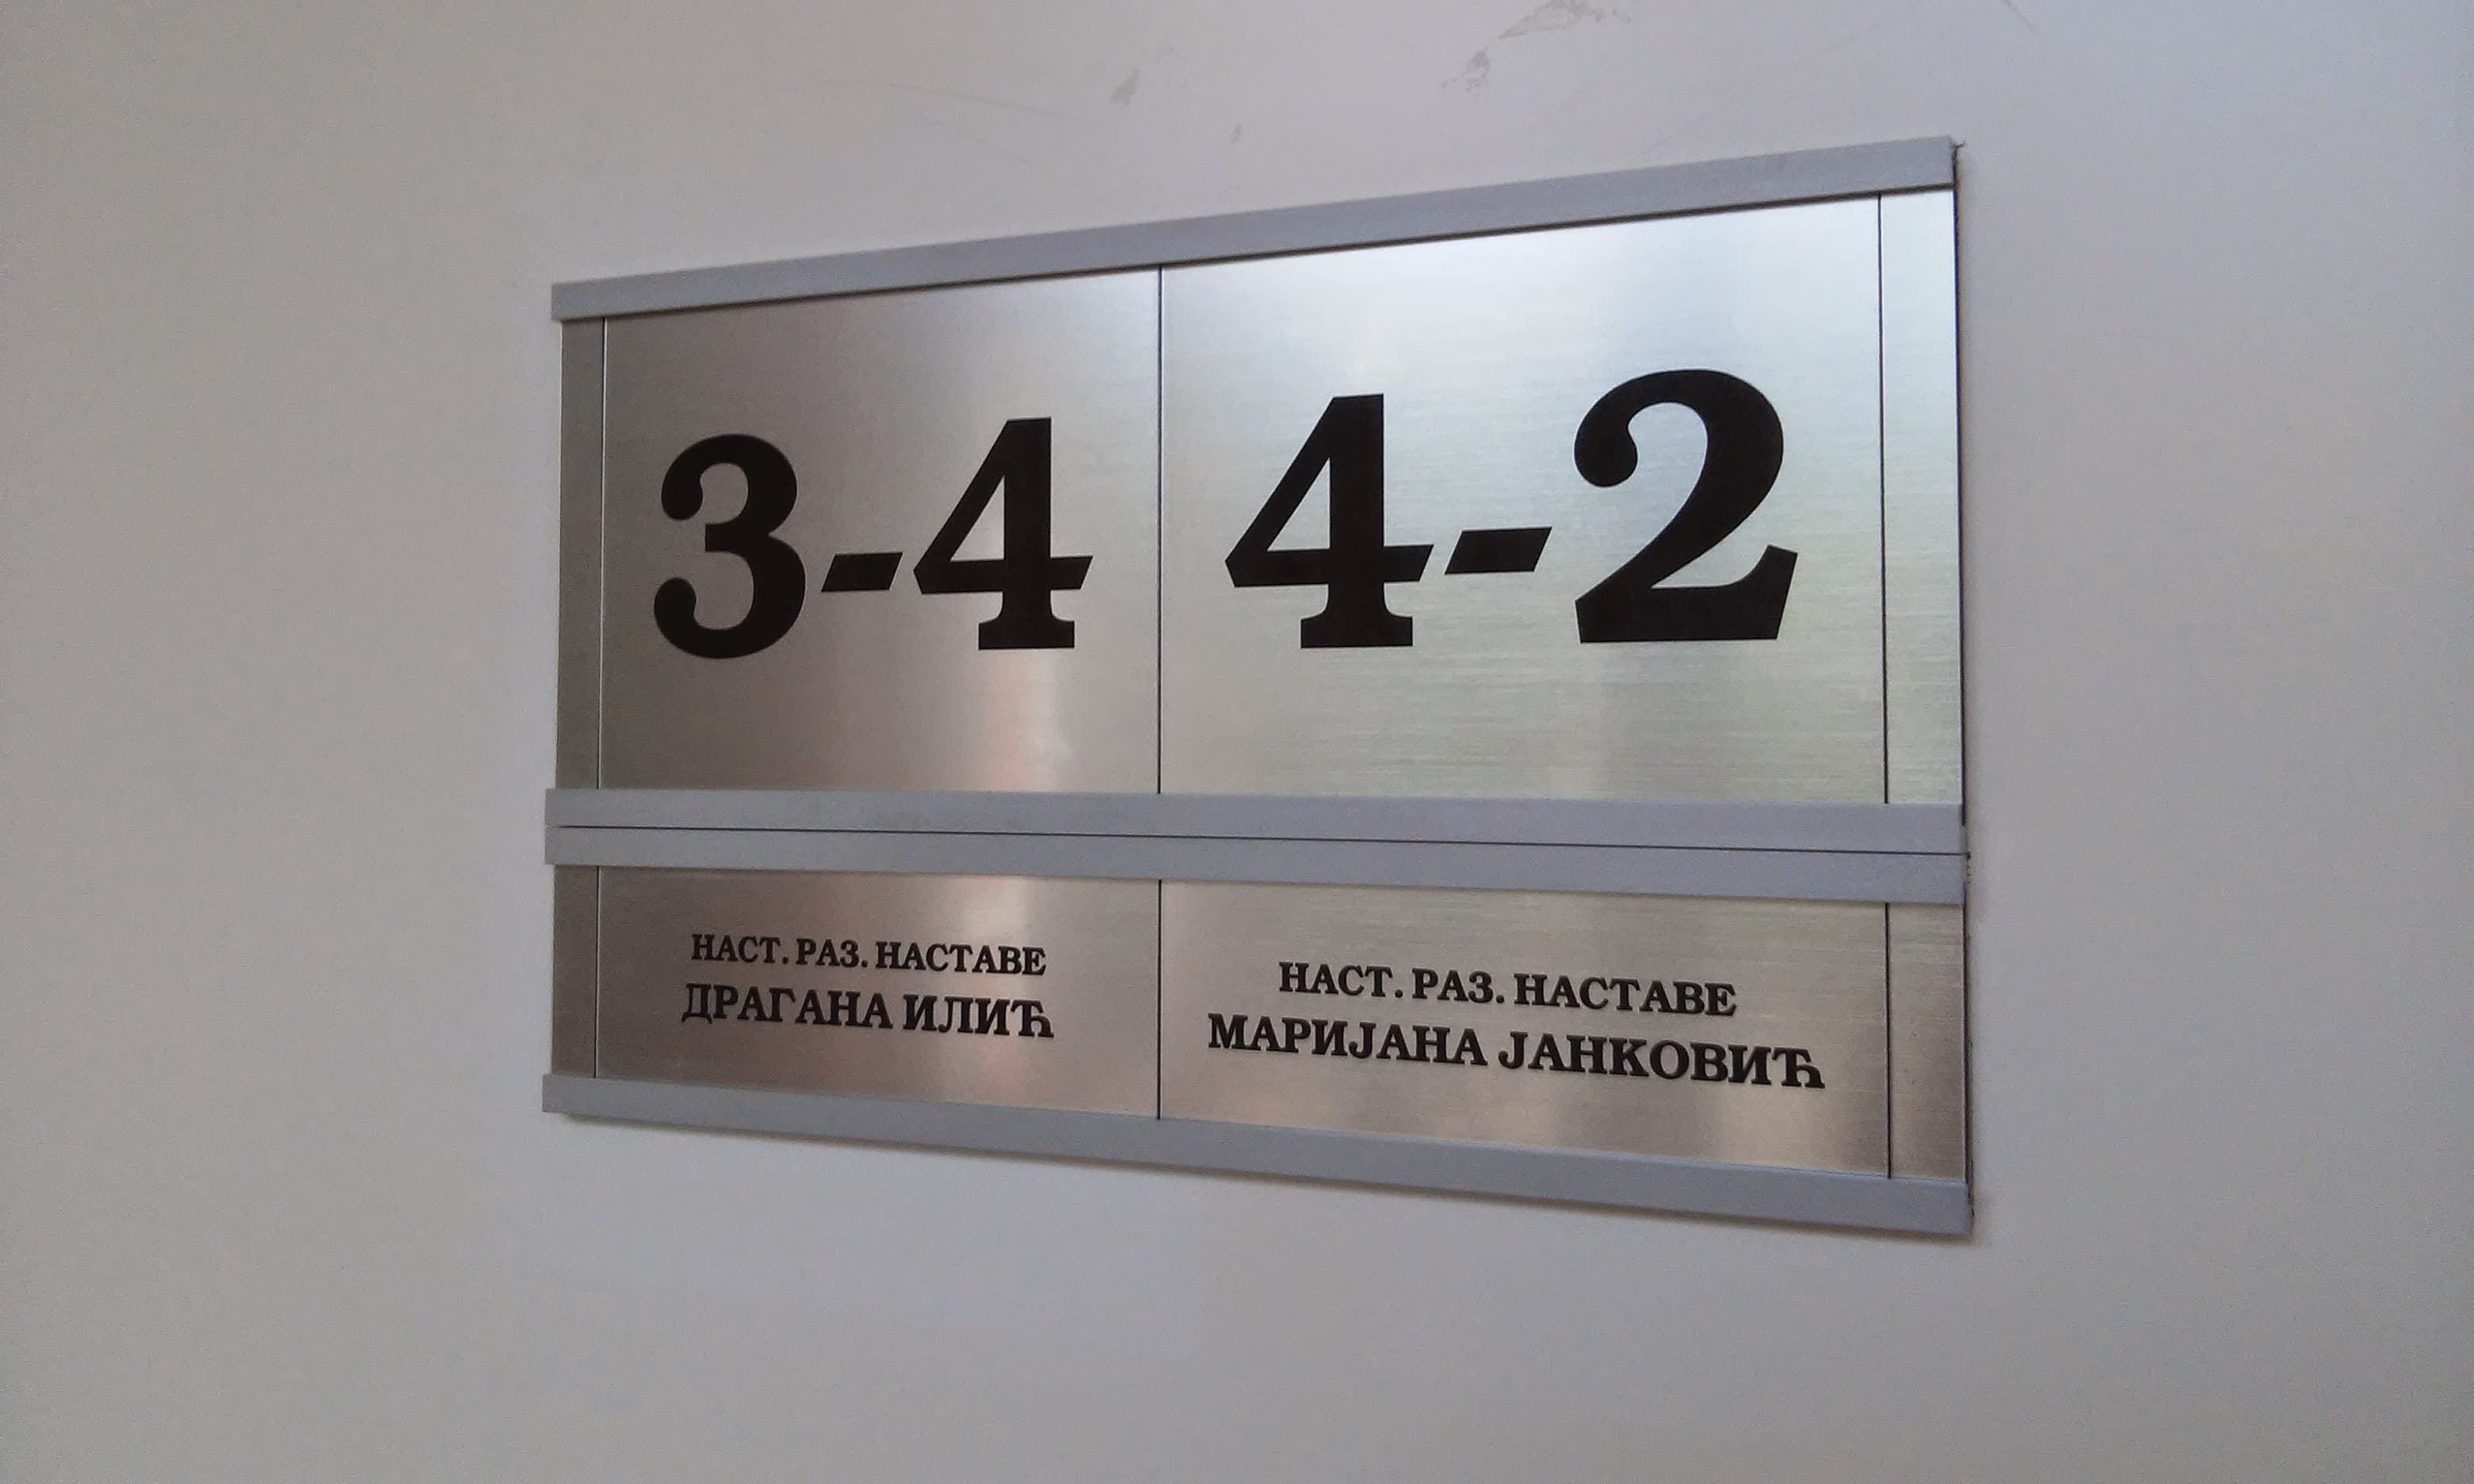 3-4
4-2
НАСТ. РАЗ. НАСТАВЕ
ДРАГАНА ИЛИЋ
НАСТ. РАЗ. НАСТАВЕ
МАРИЈАНА ЈАНКОВИЋ